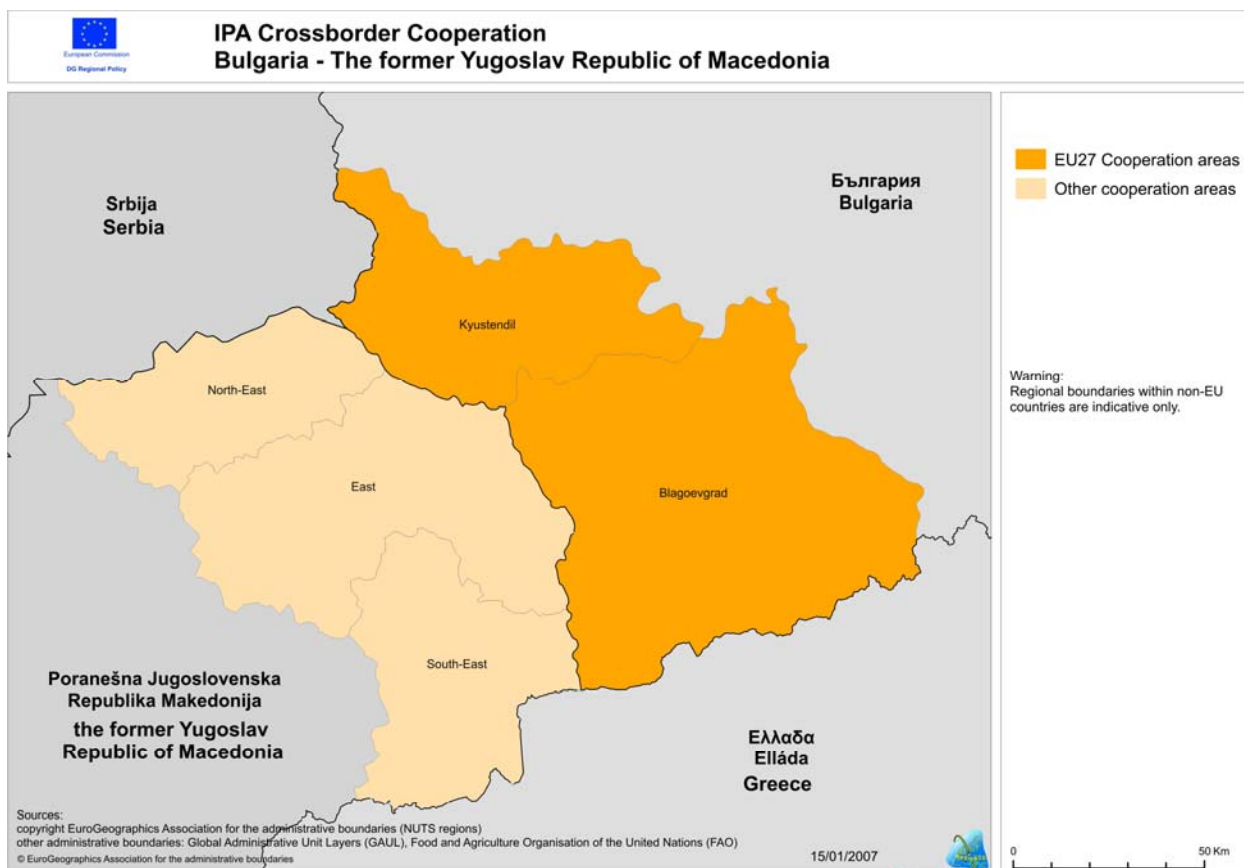 European Commission
DG Regional Policy
IPA Crossborder Cooperation
Bulgaria - The former Yugoslav Republic of Macedonia
EU27 Cooperation areas
Other cooperation areas
Warning:
Regional boundaries within non-EU
countries are indicative only.
Srbija
Serbia
България
Bulgaria
Kyustendil
North-East
East
Blagoevgrad
South-East
Poranešna Jugoslovenska
Republika Makedonija
the former Yugoslav
Republic of Macedonia
Ελλαδα
Elláda
Greece
Sources:
copyright EuroGeographics Association for the administrative boundaries (NUTS regions)
other administrative boundaries: Global Administrative Unit Layers (GAUL), Food and Agriculture Organisation of the United Nations (FAO)
© EuroGeographics Association for the administrative boundaries
15/01/2007
0 50 Km